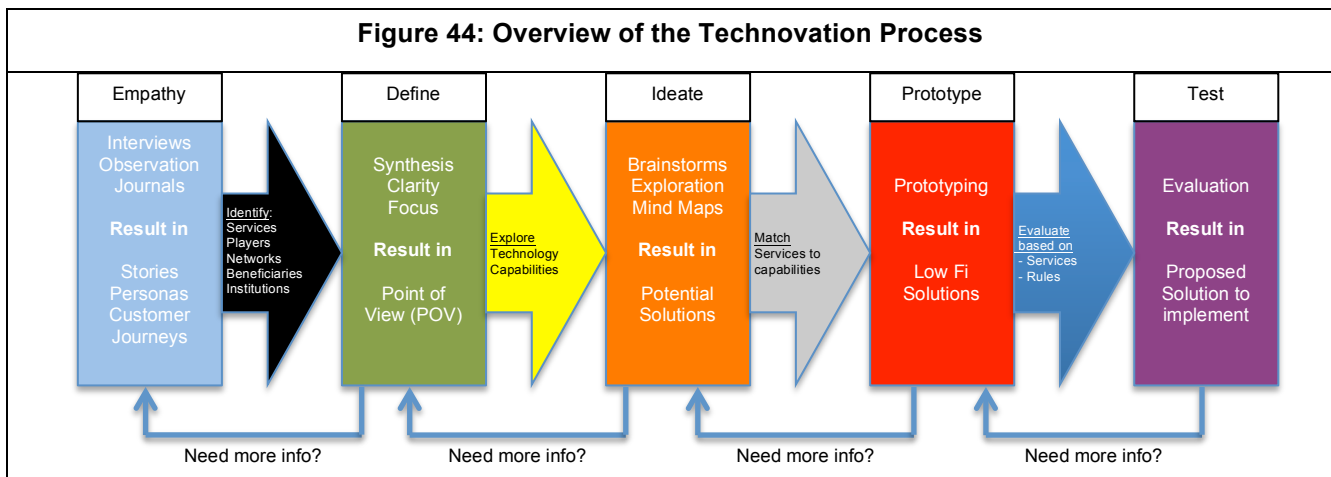 Figure 44: Overview of the Technovation Process
Empathy
Interviews
Observation
Journals
Result in
Stories
Personas
Customer
Journeys
Identify:
Services
Players
Networks
Beneficiaries
Institutions
Define
Synthesis
Clarity
Focus
Result in
Point of
View (POV)
Explore
Technology
Capabilities
Ideate
Brainstorms
Exploration
Mind Maps
Result in
Potential
Solutions
Match
Services to
capabilities
Prototype
Prototyping
Result in
Low Fi
Solutions
Evaluate
based on
- Services
- Rules
Test
Evaluation
Result in
Proposed
Solution to
implement
Need more info?
Need more info?
Need more info?
Need more info?